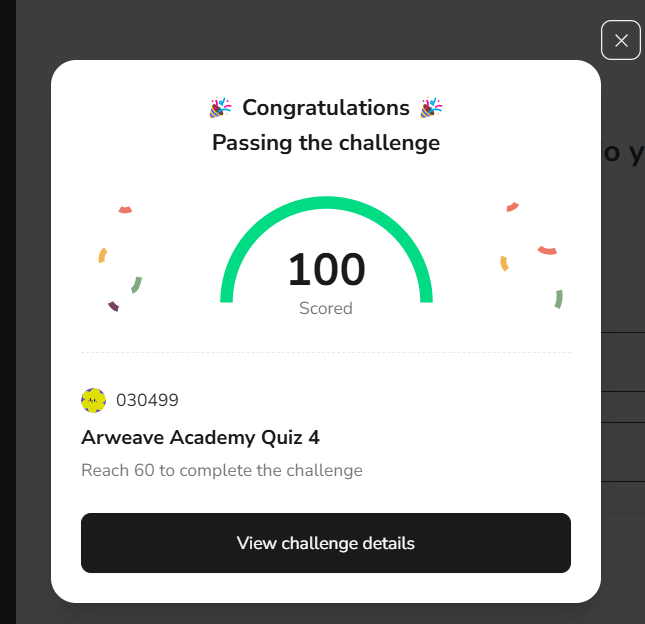 Congratulations
Passing the challenge
o y
100
Scored
030499
Arweave Academy Quiz 4
Reach 60 to complete the challenge
View challenge details